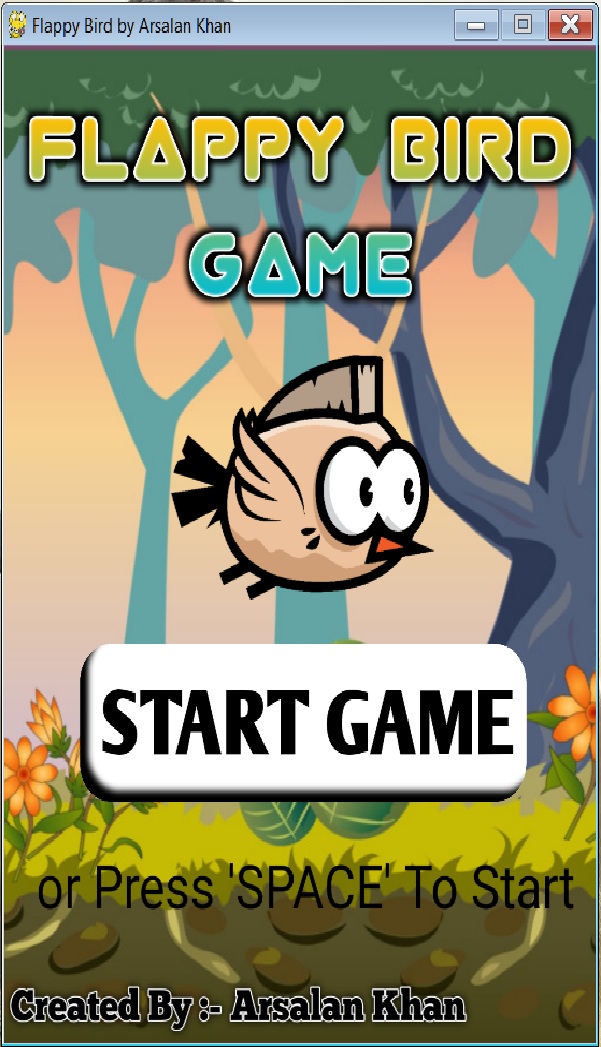 Flappy Bird by Arsalan Khan
FLAPPY BIRD
GAME
START GAME
or Press 'SPACE' To Start
Created By :- Arsalan Khan